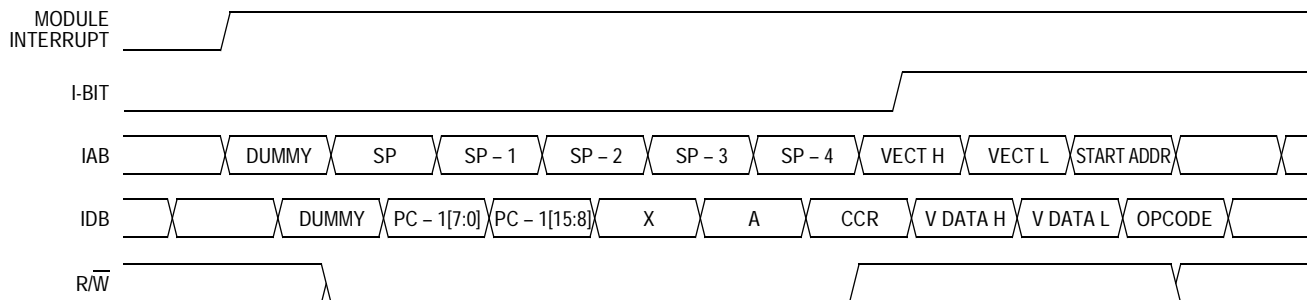 MODULE
INTERRUPT
I-BIT
IAB DUMMY SP SP – 1 SP – 2 SP – 3 SP – 4 VECT H VECT L START ADDR
IDB DUMMY PC – 1[7:0] PC – 1[15:8] X A CCR V DATA H V DATA L OPCODE
R/W̅